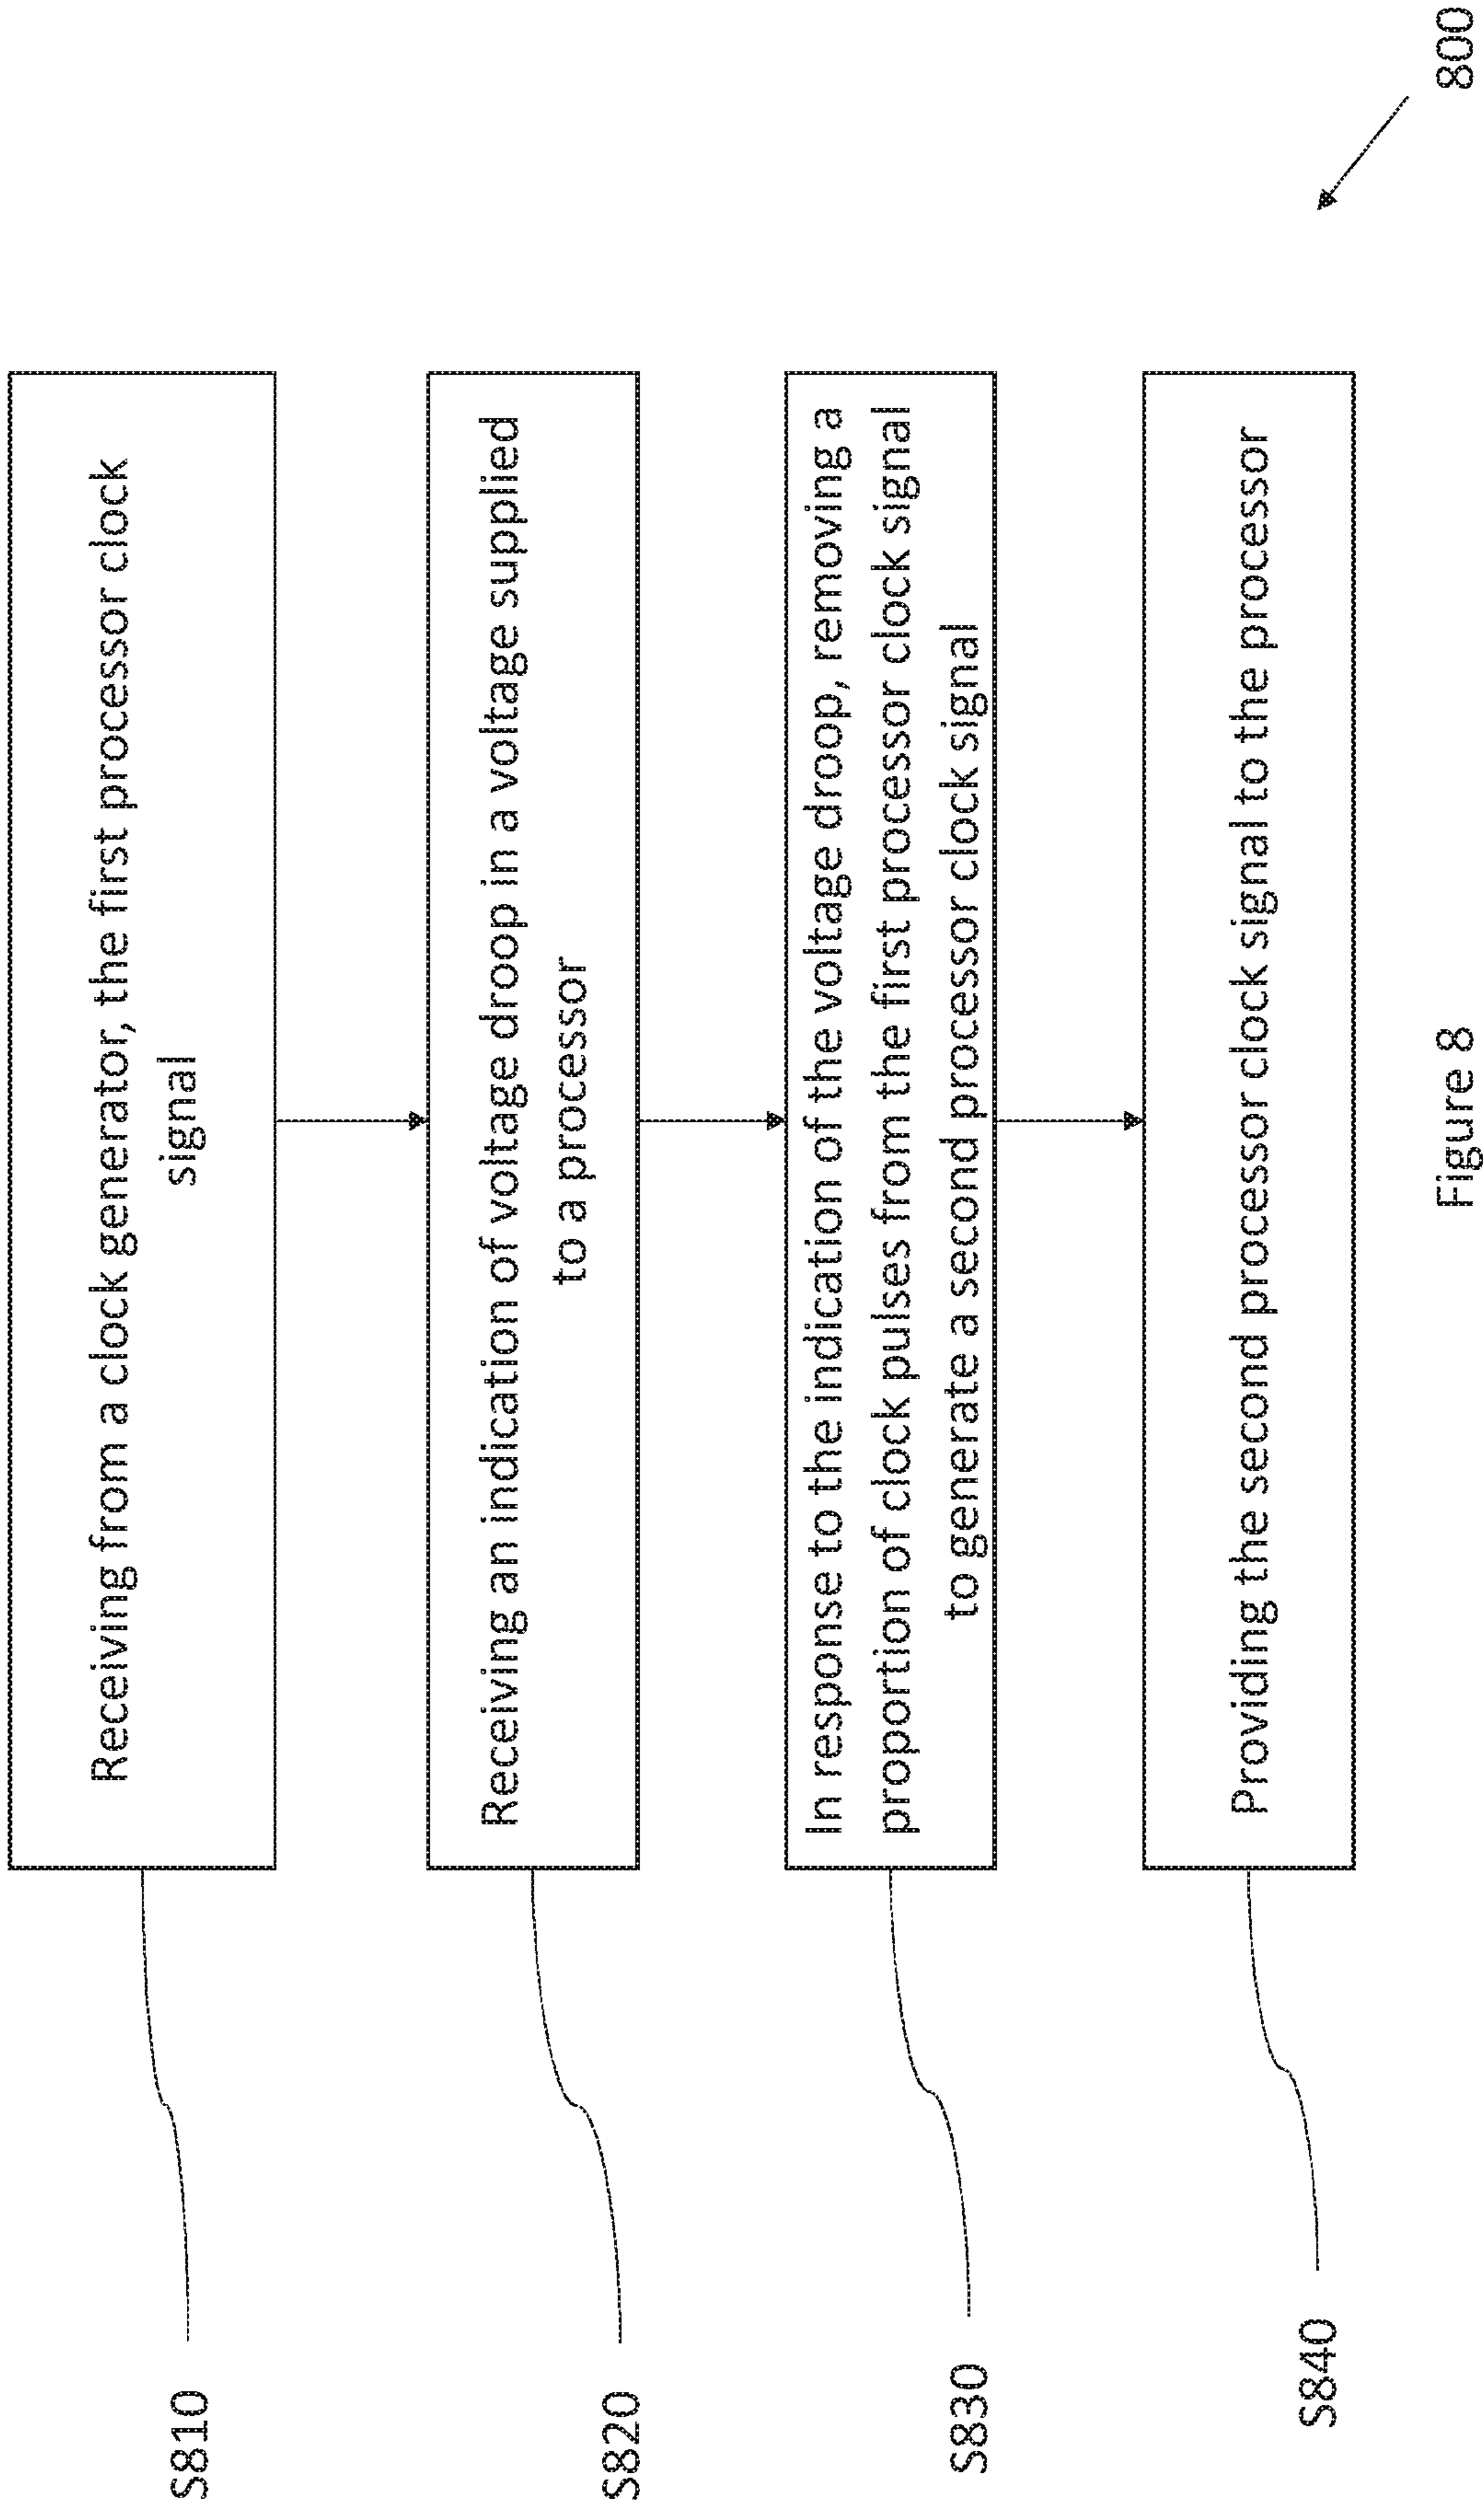 S810
Receiving from a clock generator, the first processor clock
signal
S820
Receiving an indication of voltage droop in a voltage supplied
to a processor
S830
In response to the indication of the voltage droop, removing a
proportion of clock pulses from the first processor clock signal
to generate a second processor clock signal
S840
Providing the second processor clock signal to the processor
Figure 8
800